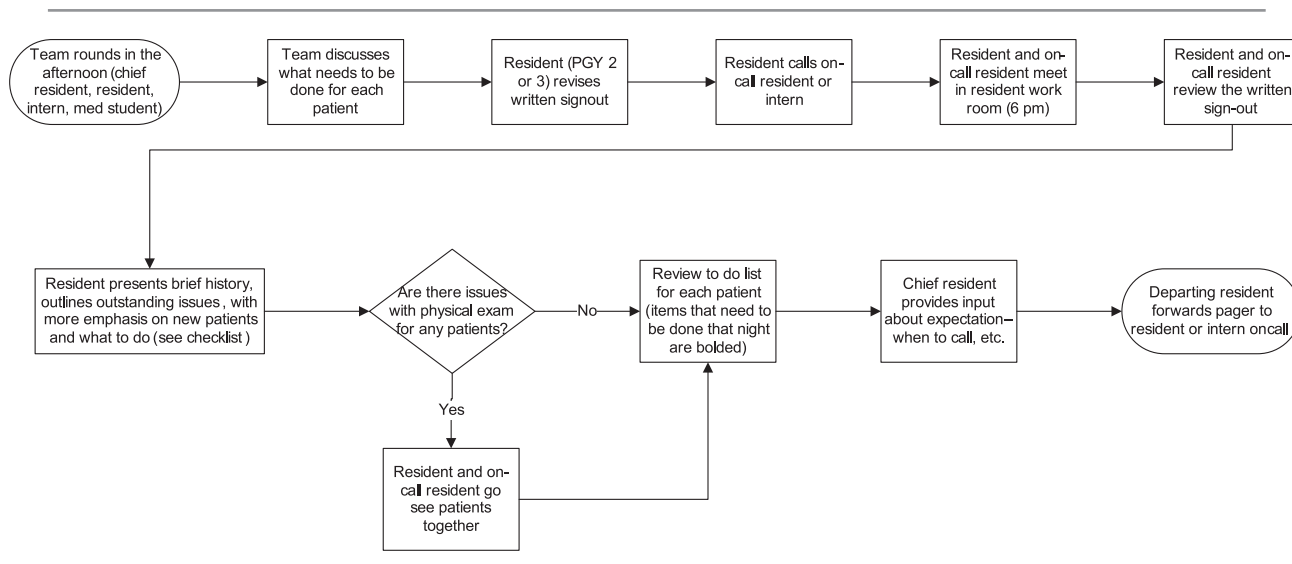 Team rounds in the
afternoon (chief
resident, resident,
intern, med student)
Team discusses
what needs to be
done for each
patient
Resident (PGY 2
or 3) revises
written signout
Resident calls on-
call resident or
intern
Resident and on-
call resident meet
in resident work
room (6 pm)
Resident and on-
call resident
review the written
sign-out
Resident presents brief history,
outlines outstanding issues, with
more emphasis on new patients
and what to do (see checklist)
Are there issues
with physical exam
for any patients?
No
Yes
Resident and on-
call resident go
see patients
together
Review to do list
for each patient
(items that need to
be done that night
are bolded)
Chief resident
provides input
about expectation—
when to call, etc.
Departing resident
forwards pager to
resident or intern oncall